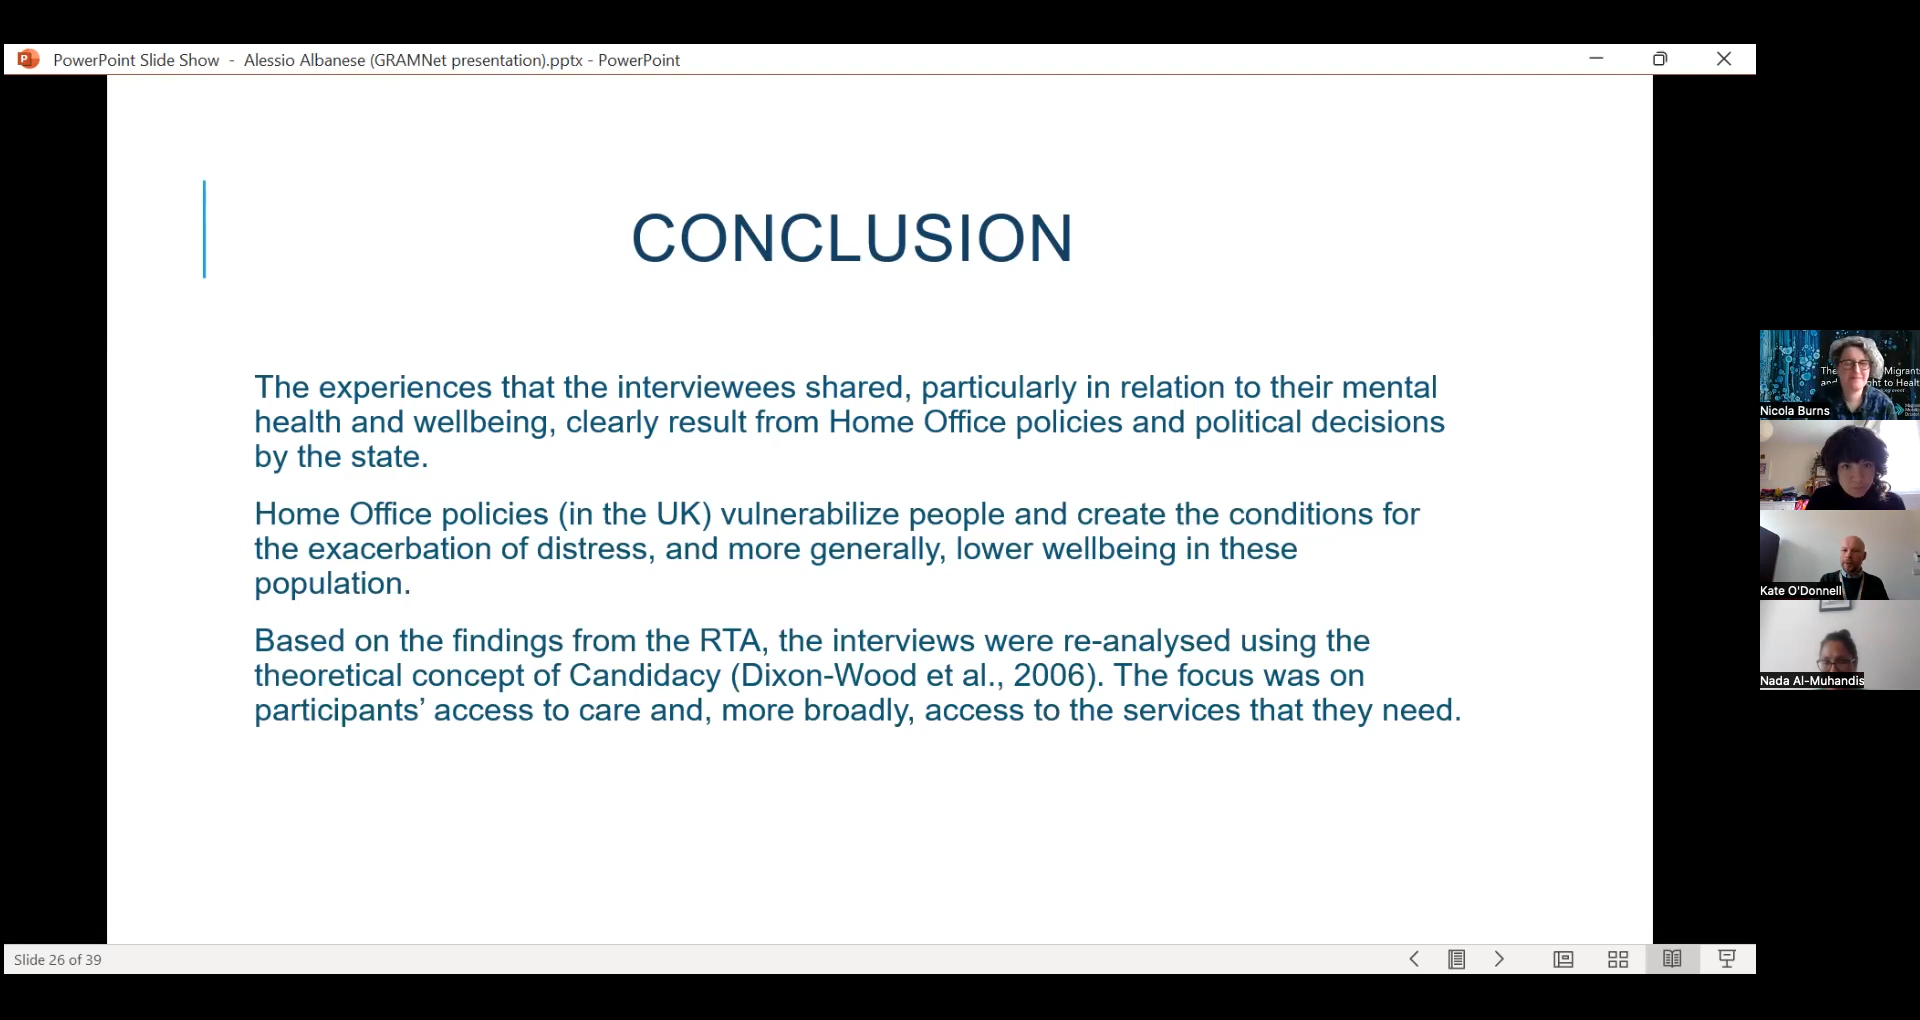 PowerPoint Slide Show - Alessio Albanese (GRAMNet presentation).pptx - PowerPoint
CONCLUSION
The experiences that the interviewees shared, particularly in relation to their mental
health and wellbeing, clearly result from Home Office policies and political decisions
by the state.
Home Office policies (in the UK) vulnerabilize people and create the conditions for
the exacerbation of distress, and more generally, lower wellbeing in these
population.
Based on the findings from the RTA, the interviews were re-analysed using the
theoretical concept of Candidacy (Dixon-Wood et al., 2006). The focus was on
participants’ access to care and, more broadly, access to the services that they need.
Slide 26 of 39
The Migrants
and ht to Healt
Nicola Burns
Kate O'Donnell
Nada Al-Muhandis